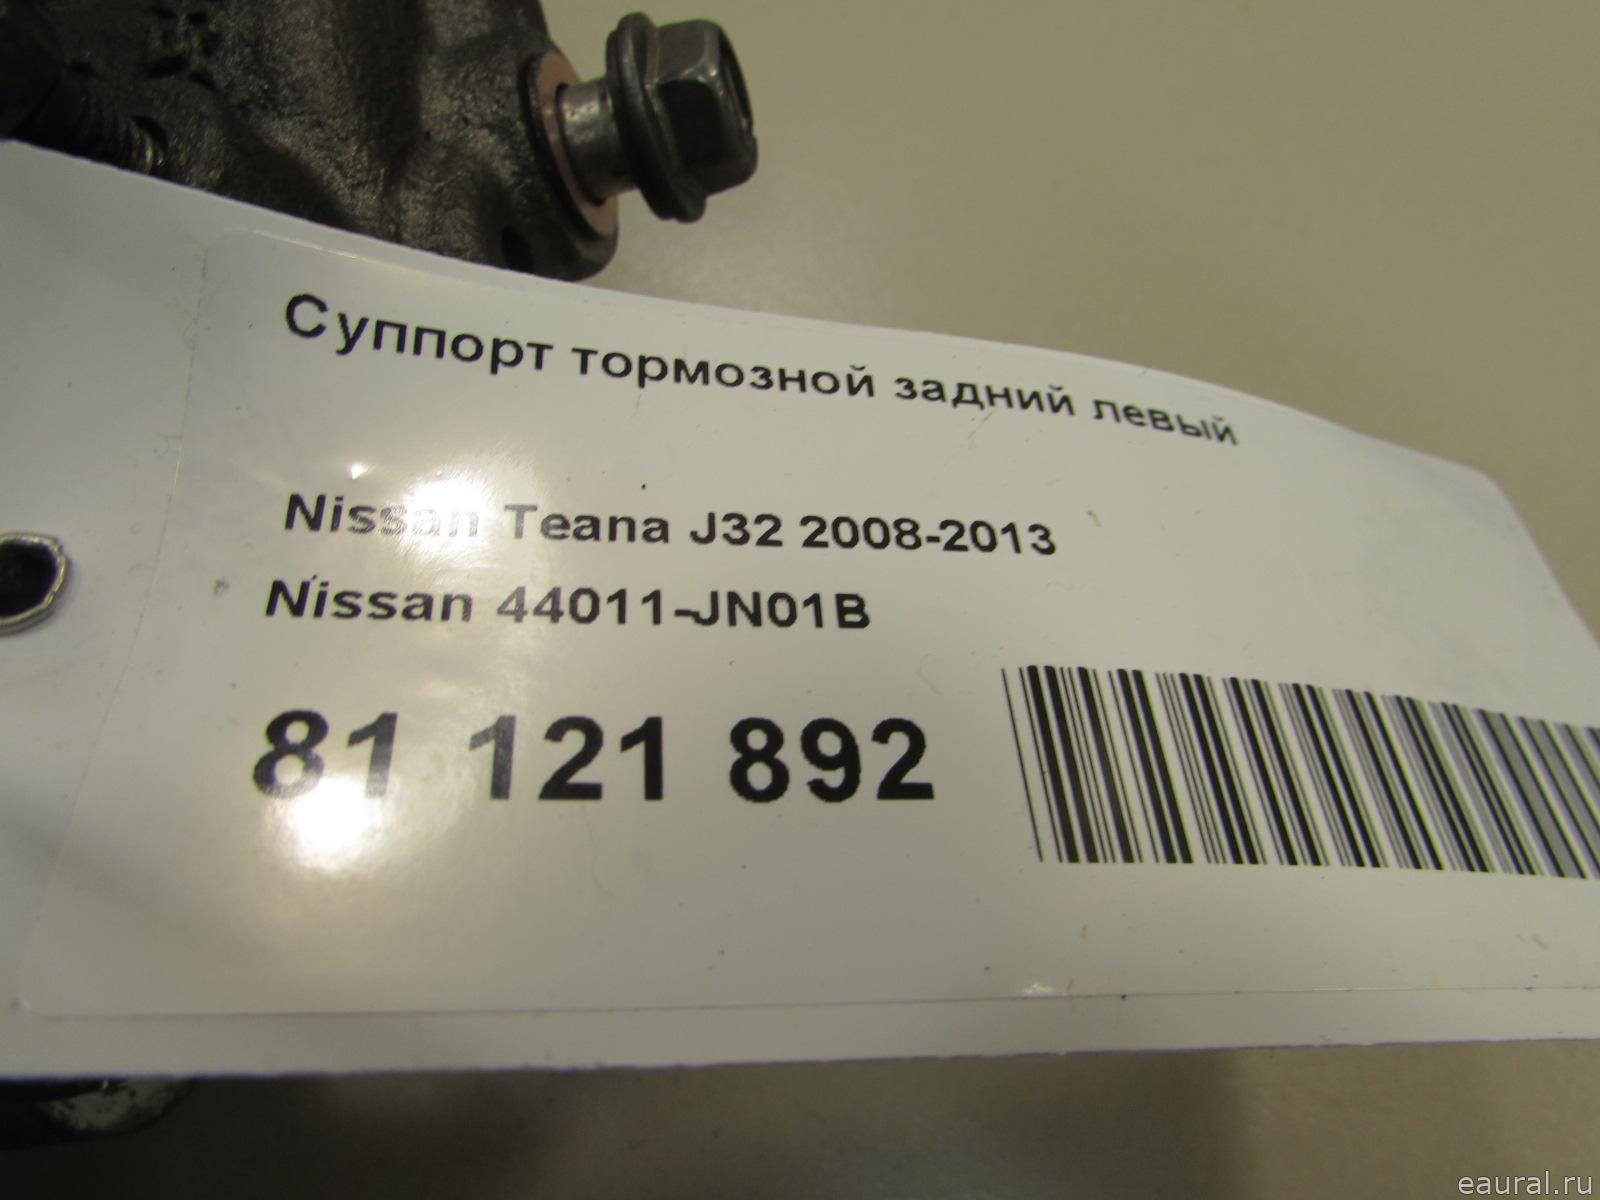 Суппорт тормозной задний левый
Nissan Teana J32 2008-2013
Nissan 44011-JN01B
81 121 892
eaural.ru